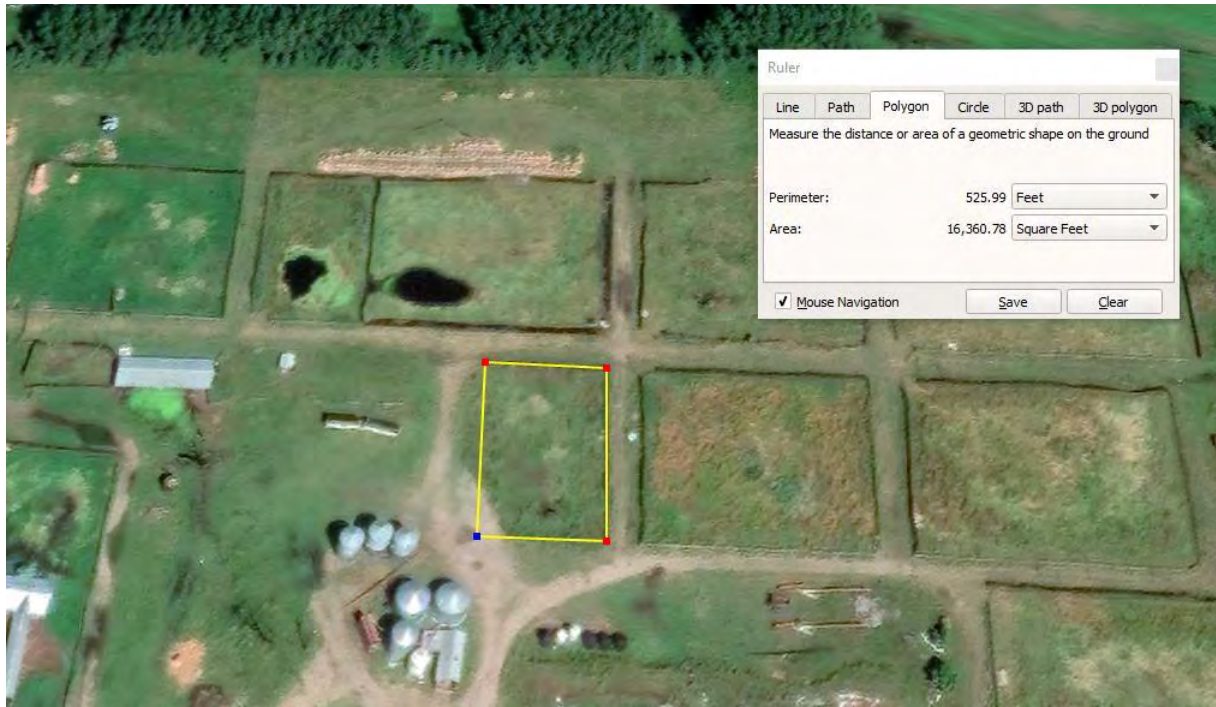 Ruler
Line Path Polygon Circle 3D path 3D polygon
Measure the distance or area of a geometric shape on the ground
Perimeter: 525.99 Feet
Area: 16,360.78 Square Feet
Mouse Navigation Save Clear